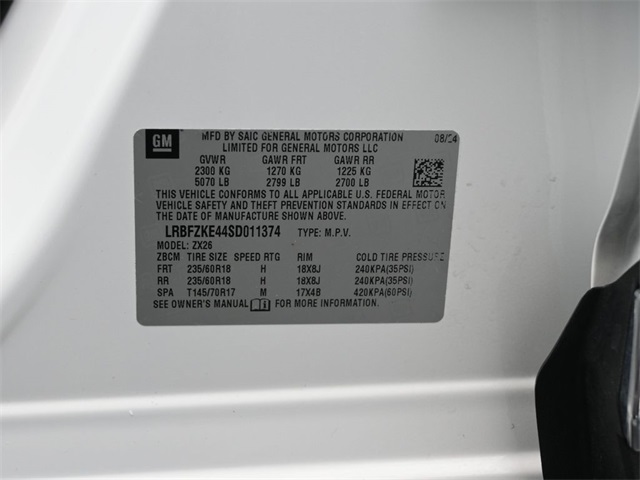 GM MFD BY SAIC GENERAL MOTORS CORPORATION 08/24
LIMITED FOR GENERAL MOTORS LLC
GVWR GAWR FRT GAWR RR
2300 KG 1270 KG 1225 KG
5070 LB 2799 LB 2700 LB
THIS VEHICLE CONFORMS TO ALL APPLICABLE U.S. FEDERAL MOTOR
VEHICLE SAFETY AND THEFT PREVENTION STANDARDS IN EFFECT ON
THE DATE OF MANUFACTURE SHOWN ABOVE.
LRBFZKE44SD011374 TYPE: M.P.V.
MODEL: ZX26
ZBCM TIRE SIZE SPEED RTG RIM COLD TIRE PRESSURE
FRT 235/60R18 H 18X8J 240KPA(35PSI)
RR 235/60R18 H 18X8J 240KPA(35PSI)
SPA T145/70R17 M 17X4B 420KPA(60PSI)
SEE OWNER'S MANUAL FOR MORE INFORMATION.